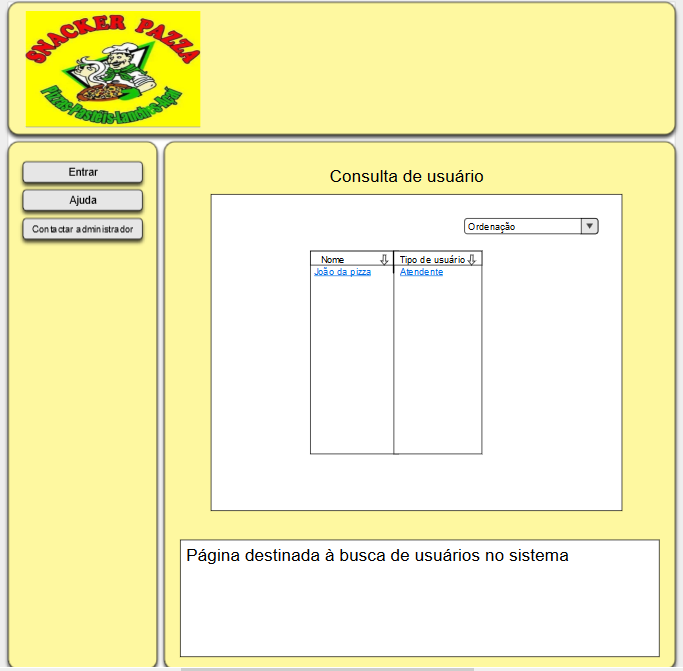 SNACKER PAZZA
Pizzas-Pastéis-Lanches-Açaí
Entrar
Ajuda
Contactar administrador
Consulta de usuário
Ordenação
Nome Tipo de usuário
João da pizza Atendente
Página destinada à busca de usuários no sistema